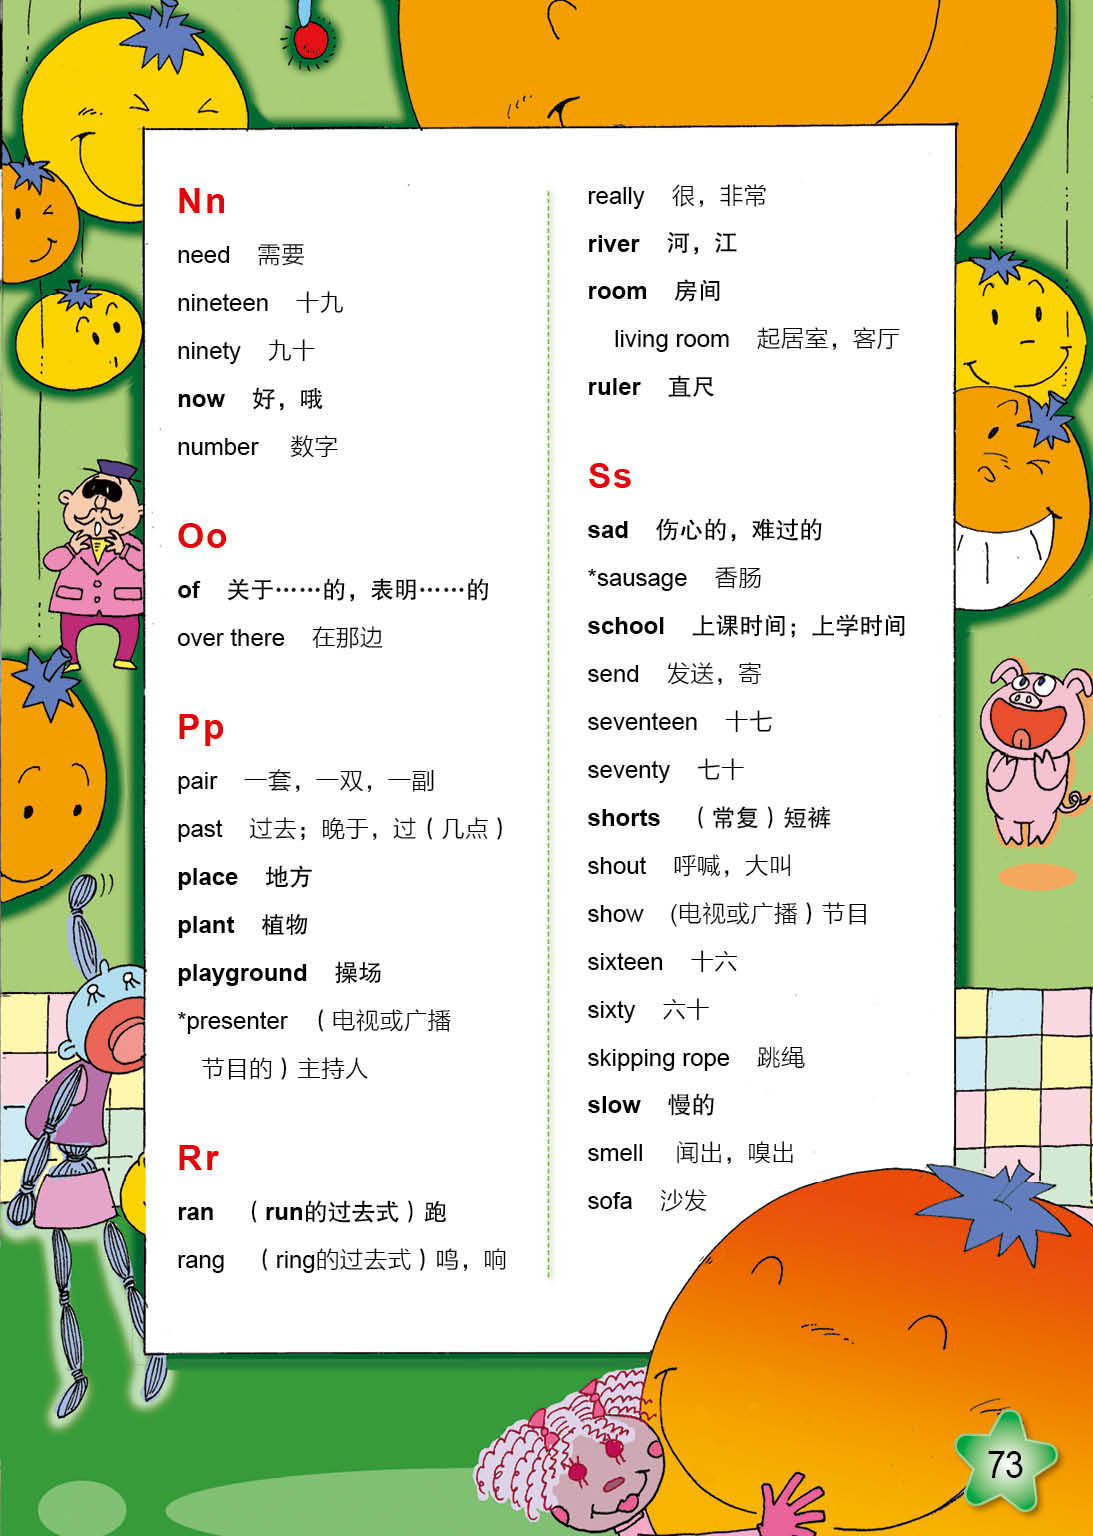 Nn
need 需要
nineteen 十九
ninety 九十
now 好，哦
number 数字
Oo
of 关于……的，表明……的
over there 在那边
Pp
pair 一套，一双，一副
past 过去；晚于，过（几点）
place 地方
plant 植物
playground 操场
*presenter （电视或广播
节目的）主持人
Rr
ran （run的过去式）跑
rang （ring的过去式）鸣，响
really 很，非常
river 河，江
room 房间
living room 起居室，客厅
ruler 直尺
Ss
sad 伤心的，难过的
*sausage 香肠
school 上课时间；上学时间
send 发送，寄
seventeen 十七
seventy 七十
shorts （常复）短裤
shout 呼喊，大叫
show (电视或广播）节目
sixteen 十六
sixty 六十
skipping rope 跳绳
slow 慢的
smell 闻出，嗅出
sofa 沙发
73